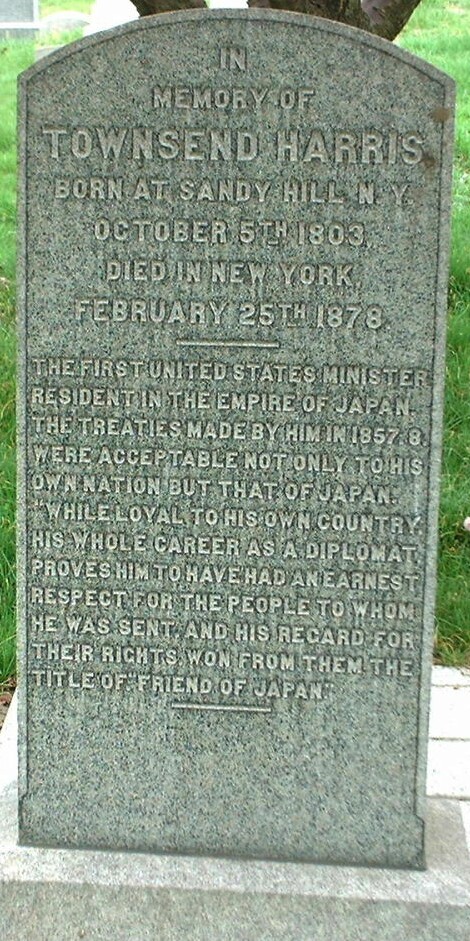 IN
MEMORY OF
TOWNSEND HARRIS
BORN AT SANDY HILL N.Y.
OCTOBER 5TH 1803.
DIED IN NEW YORK
FEBRUARY 25TH 1878.
THE FIRST UNITED STATES MINISTER
RESIDENT IN THE EMPIRE OF JAPAN.
THE TREATIES MADE BY HIM IN 1857-8.
WERE ACCEPTABLE NOT ONLY TO HIS
OWN NATION BUT THAT OF JAPAN.
"WHILE LOYAL TO HIS OWN COUNTRY,
HIS WHOLE CAREER AS A DIPLOMAT,
PROVES HIM TO HAVE HAD AN EARNEST
RESPECT FOR THE PEOPLE TO WHOM
HE WAS SENT, AND HIS REGARD FOR
THEIR RIGHTS, WON FROM THEM THE
TITLE OF, "FRIEND OF JAPAN."